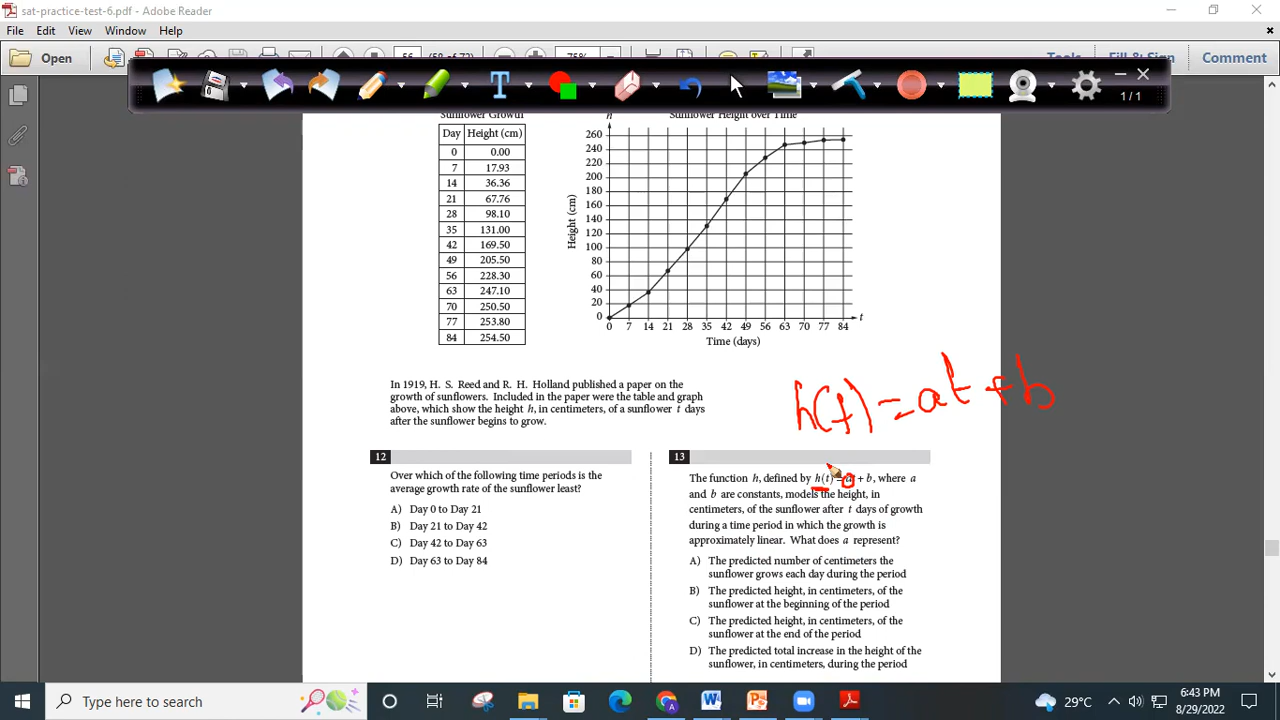 sat-practice-test-6.pdf - Adobe Reader
File Edit View Window Help
Open 56 (58 of 72) 75% Tools Fill & Sign Comment
1 / 1
Sunflower Growth
Day Height (cm)
0 0.00
7 17.93
14 36.36
21 67.76
28 98.10
35 131.00
42 169.50
49 205.50
56 228.30
63 247.10
70 250.50
77 253.80
84 254.50
Sunflower Height over Time
h
260
240
220
200
180
160
140
120
100
80
60
40
20
0
Height (cm)
0 7 14 21 28 35 42 49 56 63 70 77 84 t
Time (days)
In 1919, H. S. Reed and R. H. Holland published a paper on the
growth of sunflowers. Included in the paper were the table and graph
above, which show the height h, in centimeters, of a sunflower t days
after the sunflower begins to grow.
h(t) = at + b
12
Over which of the following time periods is the
average growth rate of the sunflower least?
A) Day 0 to Day 21
B) Day 21 to Day 42
C) Day 42 to Day 63
D) Day 63 to Day 84
13
The function h, defined by h(t) = at + b, where a
and b are constants, models the height, in
centimeters, of the sunflower after t days of growth
during a time period in which the growth is
approximately linear. What does a represent?
A) The predicted number of centimeters the
sunflower grows each day during the period
B) The predicted height, in centimeters, of the
sunflower at the beginning of the period
C) The predicted height, in centimeters, of the
sunflower at the end of the period
D) The predicted total increase in the height of the
sunflower, in centimeters, during the period
Type here to search
29°C
6:43 PM
8/29/2022